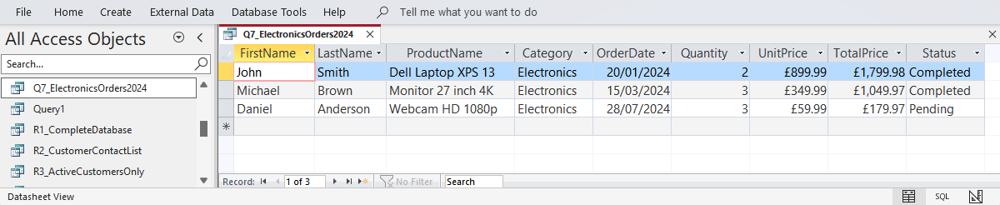 File Home Create External Data Database Tools Help Tell me what you want to do
All Access Objects
Search...
Q7_ElectronicsOrders2024
Query1
R1_CompleteDatabase
R2_CustomerContactList
R3_ActiveCustomersOnly
Q7_ElectronicsOrders2024
FirstName LastName ProductName Category OrderDate Quantity UnitPrice TotalPrice Status
John Smith Dell Laptop XPS 13 Electronics 20/01/2024 2 £899.99 £1,799.98 Completed
Michael Brown Monitor 27 inch 4K Electronics 15/03/2024 3 £349.99 £1,049.97 Completed
Daniel Anderson Webcam HD 1080p Electronics 28/07/2024 3 £59.99 £179.97 Pending
Record: 1 of 3 No Filter Search
Datasheet View SQL